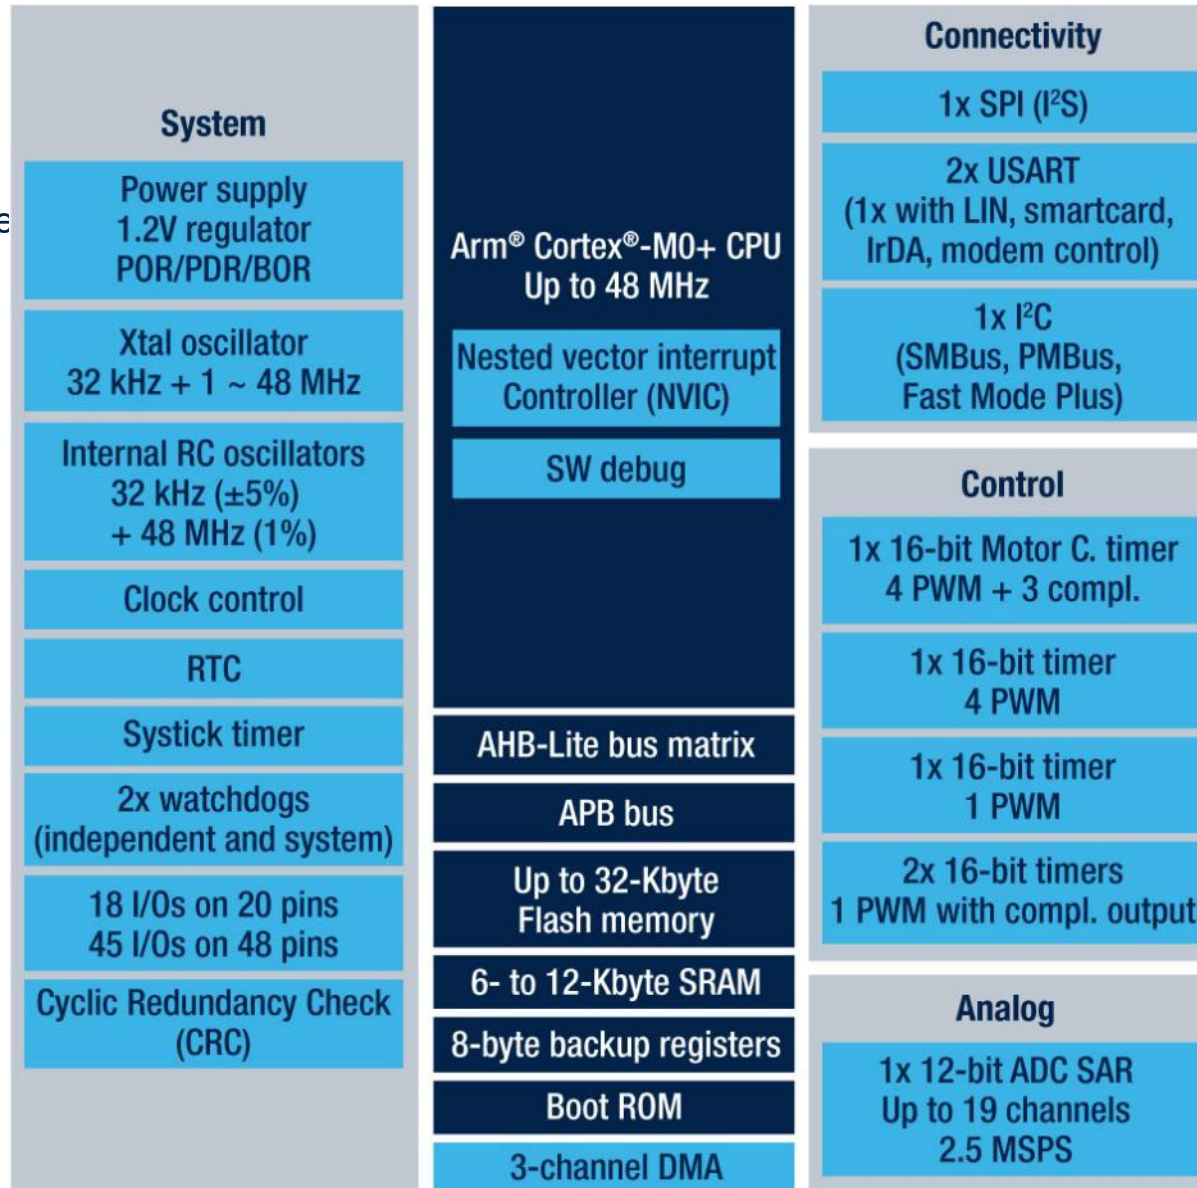 System
Power supply
1.2V regulator
POR/PDR/BOR
Xtal oscillator
32 kHz + 1 ~ 48 MHz
Internal RC oscillators
32 kHz (±5%)
+ 48 MHz (1%)
Clock control
RTC
Systick timer
2x watchdogs
(independent and system)
18 I/Os on 20 pins
45 I/Os on 48 pins
Cyclic Redundancy Check
(CRC)
Arm® Cortex®-M0+ CPU
Up to 48 MHz
Nested vector interrupt
Controller (NVIC)
SW debug
AHB-Lite bus matrix
APB bus
Up to 32-Kbyte
Flash memory
6- to 12-Kbyte SRAM
8-byte backup registers
Boot ROM
3-channel DMA
Connectivity
1x SPI (I²S)
2x USART
(1x with LIN, smartcard,
IrDA, modem control)
1x I²C
(SMBus, PMBus,
Fast Mode Plus)
Control
1x 16-bit Motor C. timer
4 PWM + 3 compl.
1x 16-bit timer
4 PWM
1x 16-bit timer
1 PWM
2x 16-bit timers
1 PWM with compl. output
Analog
1x 12-bit ADC SAR
Up to 19 channels
2.5 MSPS